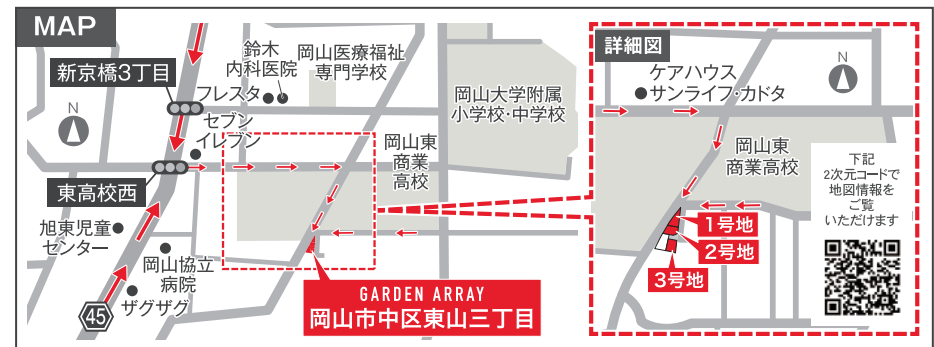 MAP
新京橋3丁目
鈴木
内科医院
岡山医療福祉
専門学校
フレスタ
N
セブン
イレブン
岡山大学附属
小学校・中学校
岡山東
商業
高校
東高校西
旭東児童
センター
岡山協立
病院
ザグザグ
45
GARDEN ARRAY
岡山市中区東山三丁目
詳細図
N
ケアハウス
サンライフ・カドタ
岡山東
商業高校
1号地
2号地
3号地
下記
2次元コードで
地図情報を
ご覧
いただけます